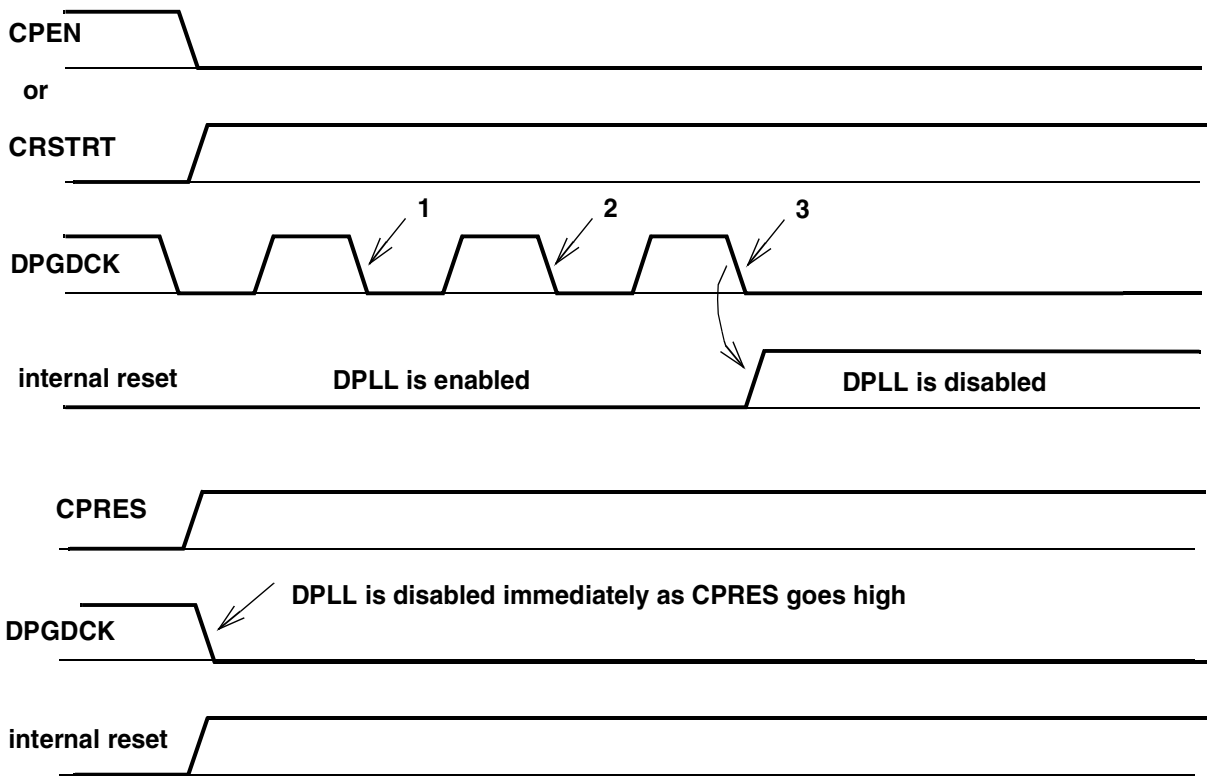 CPEN
or
CRSTRT
1
2
3
DPGDCK
internal reset
DPLL is enabled
DPLL is disabled
CPRES
DPLL is disabled immediately as CPRES goes high
DPGDCK
internal reset